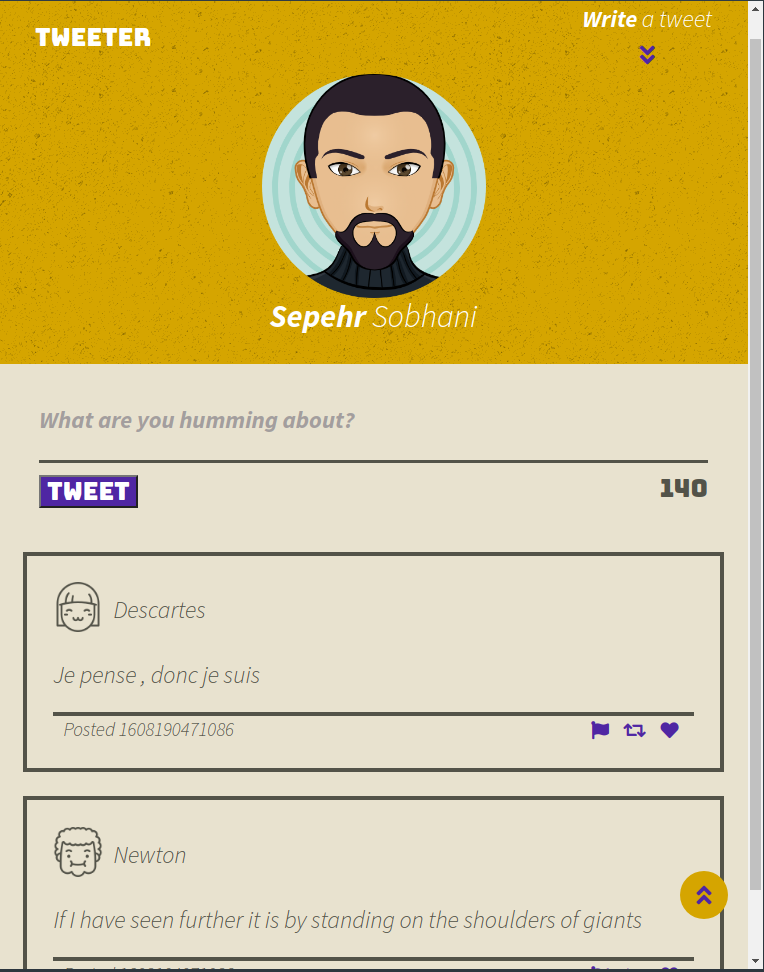 TWEETER
Write a tweet
Sepehr Sobhani
What are you humming about?
TWEET
140
Descartes
Je pense , donc je suis
Posted 1608190471086
Newton
If I have seen further it is by standing on the shoulders of giants